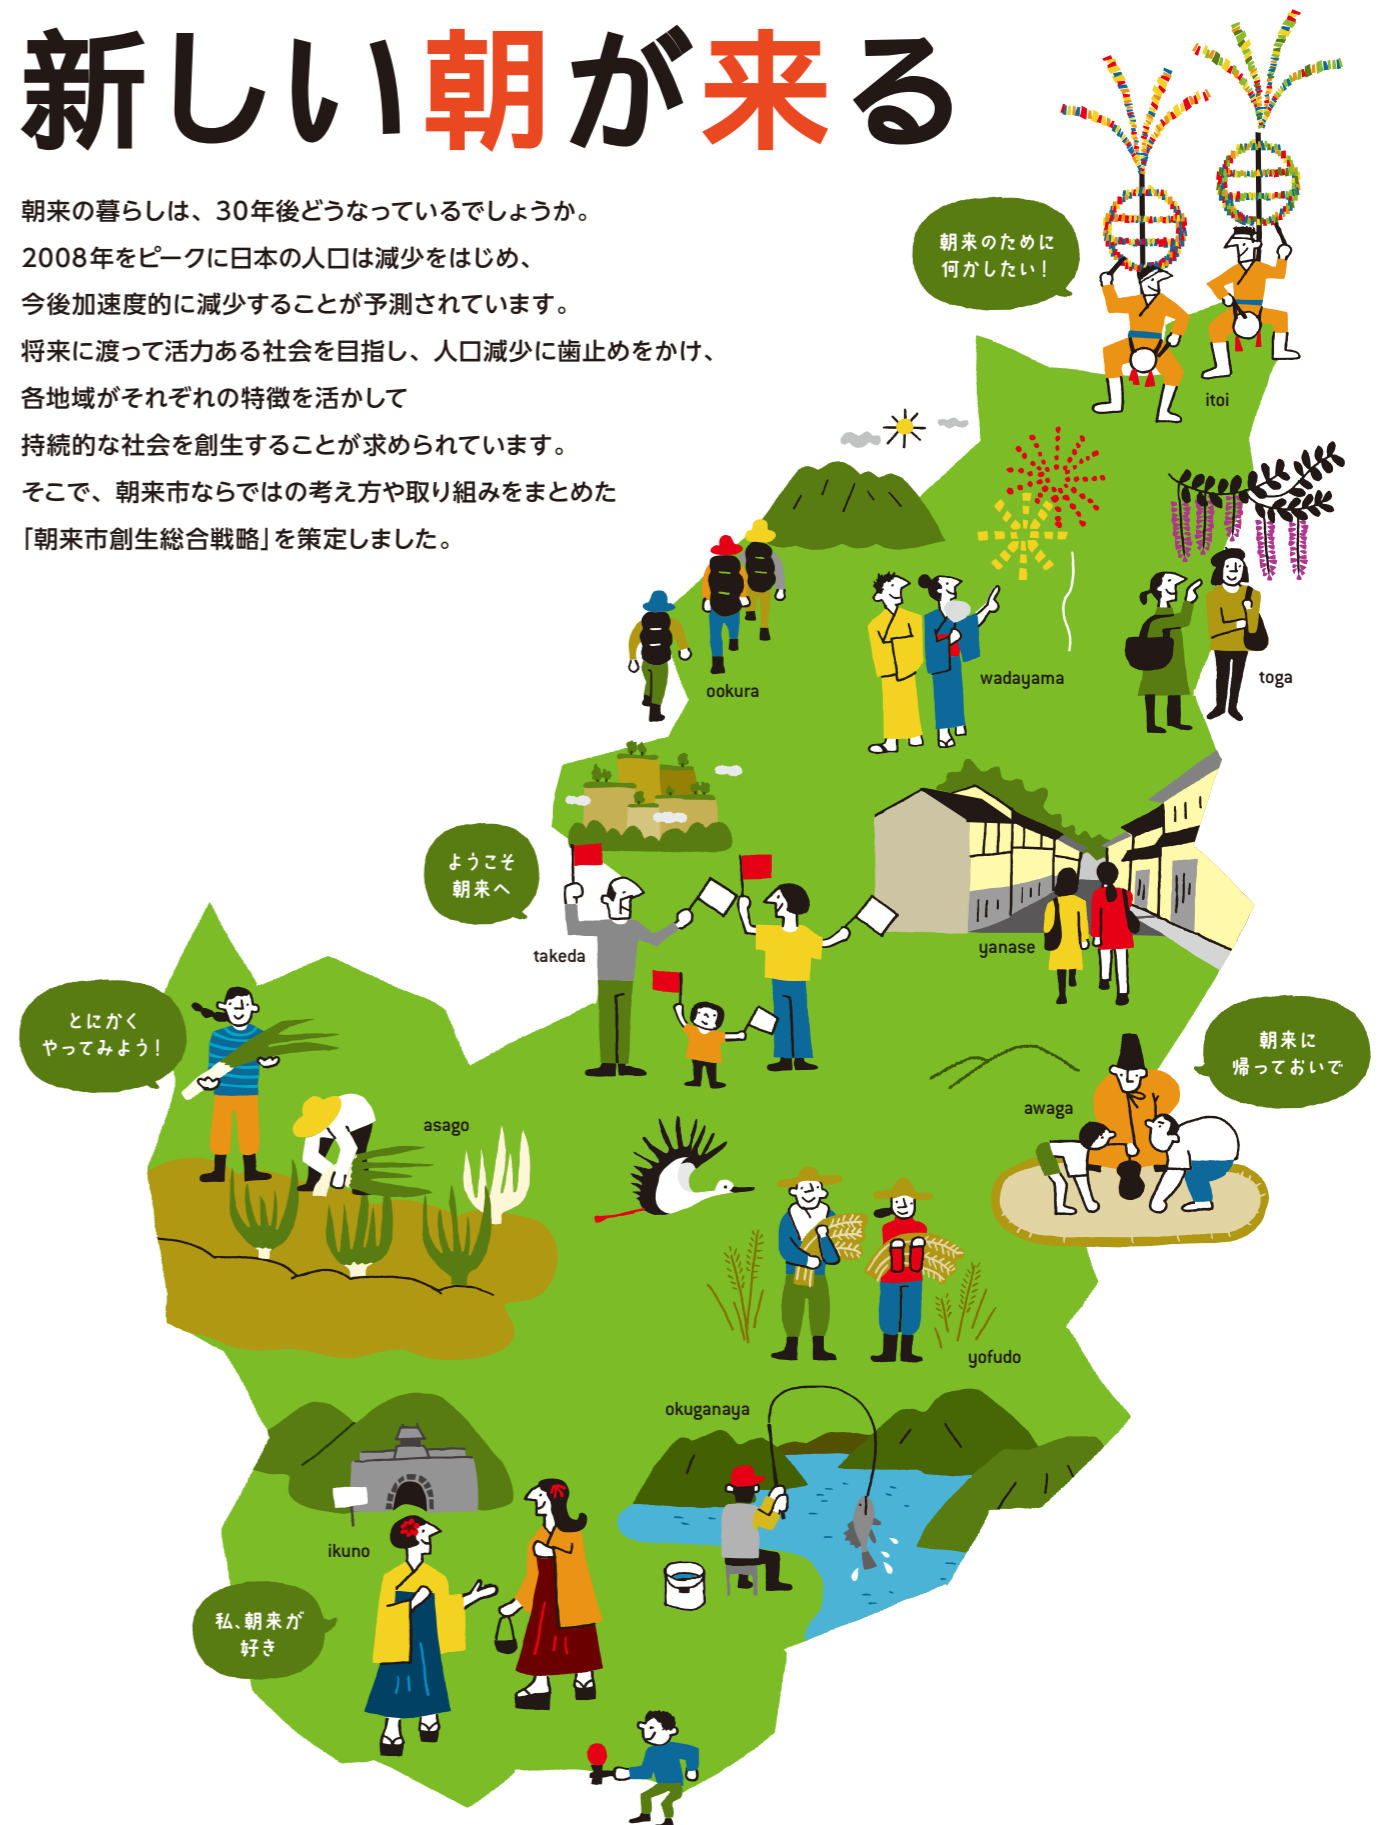 新しい朝が来る
朝来の暮らしは、30年後どうなっているでしょうか。
2008年をピークに日本の人口は減少をはじめ、
今後加速度的に減少することが予測されています。
将来に渡って活力ある社会を目指し、人口減少に歯止めをかけ、
各地域がそれぞれの特徴を活かして
持続的な社会を創生することが求められています。
そこで、朝来市ならではの考え方や取り組みをまとめた
「朝来市創生総合戦略」を策定しました。
朝来のために
何かしたい！
itoi
ookura
wadayama
toga
ようこそ
朝来へ
takeda
yanase
とにかく
やってみよう！
asago
朝来に
帰っておいで
awaga
yofudo
okuganaya
ikuno
私、朝来が
好き